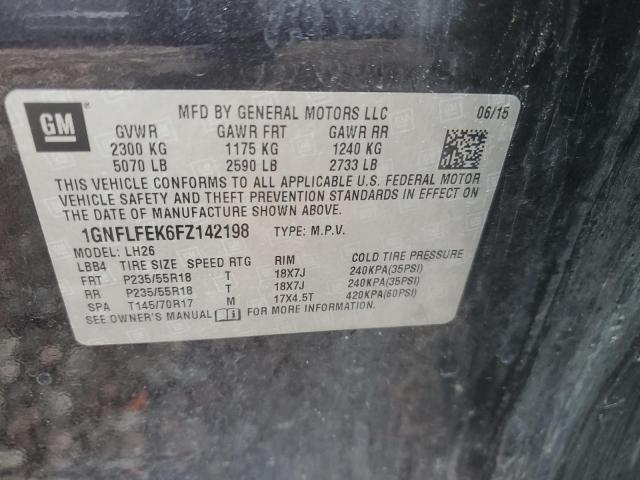 GM
MFD BY GENERAL MOTORS LLC 06/15
GVWR GAWR FRT GAWR RR
2300 KG 1175 KG 1240 KG
5070 LB 2590 LB 2733 LB
THIS VEHICLE CONFORMS TO ALL APPLICABLE U.S. FEDERAL MOTOR
VEHICLE SAFETY AND THEFT PREVENTION STANDARDS IN EFFECT ON
THE DATE OF MANUFACTURE SHOWN ABOVE.
1GNFLFEK6FZ142198 TYPE: M.P.V.
MODEL: LH26
LBB4 TIRE SIZE SPEED RTG RIM COLD TIRE PRESSURE
FRT P235/55R18 T 18X7J 240KPA(35PSI)
RR P235/55R18 T 18X7J 240KPA(35PSI)
SPA T145/70R17 M 17X4.5T 420KPA(60PSI)
SEE OWNER'S MANUAL FOR MORE INFORMATION.